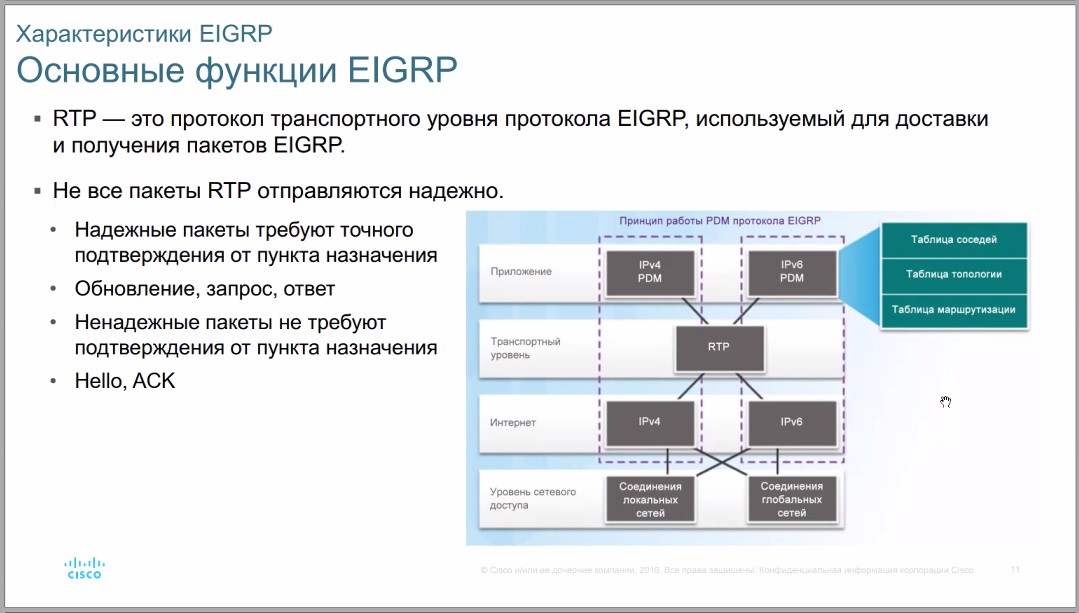 Характеристики EIGRP
Основные функции EIGRP
▪ RTP — это протокол транспортного уровня протокола EIGRP, используемый для доставки
и получения пакетов EIGRP.
▪ Не все пакеты RTP отправляются надежно.
• Надежные пакеты требуют точного
подтверждения от пункта назначения
• Обновление, запрос, ответ
• Ненадежные пакеты не требуют
подтверждения от пункта назначения
• Hello, ACK
Принцип работы PDM протокола EIGRP
Приложение
IPv4
PDM
IPv6
PDM
Таблица соседей
Таблица топологии
Таблица маршрутизации
Транспортный
уровень
RTP
Интернет
IPv4
IPv6
Уровень сетевого
доступа
Соединения
локальных
сетей
Соединения
глобальных
сетей
CISCO
© Cisco и/или ее дочерние компании, 2016. Все права защищены. Конфиденциальная информация корпорации Cisco
11